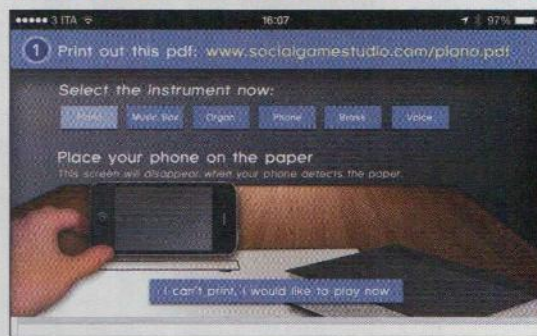 3 ITA 16:07 97%
1 Print out this pdf: www.socialgamestudio.com/piano.pdf
Select the instrument now:
Piano Music Box Organ Phone Brass Voice
Place your phone on the paper
This screen will disappear when your phone detects the paper.
I can't print, I would like to play now